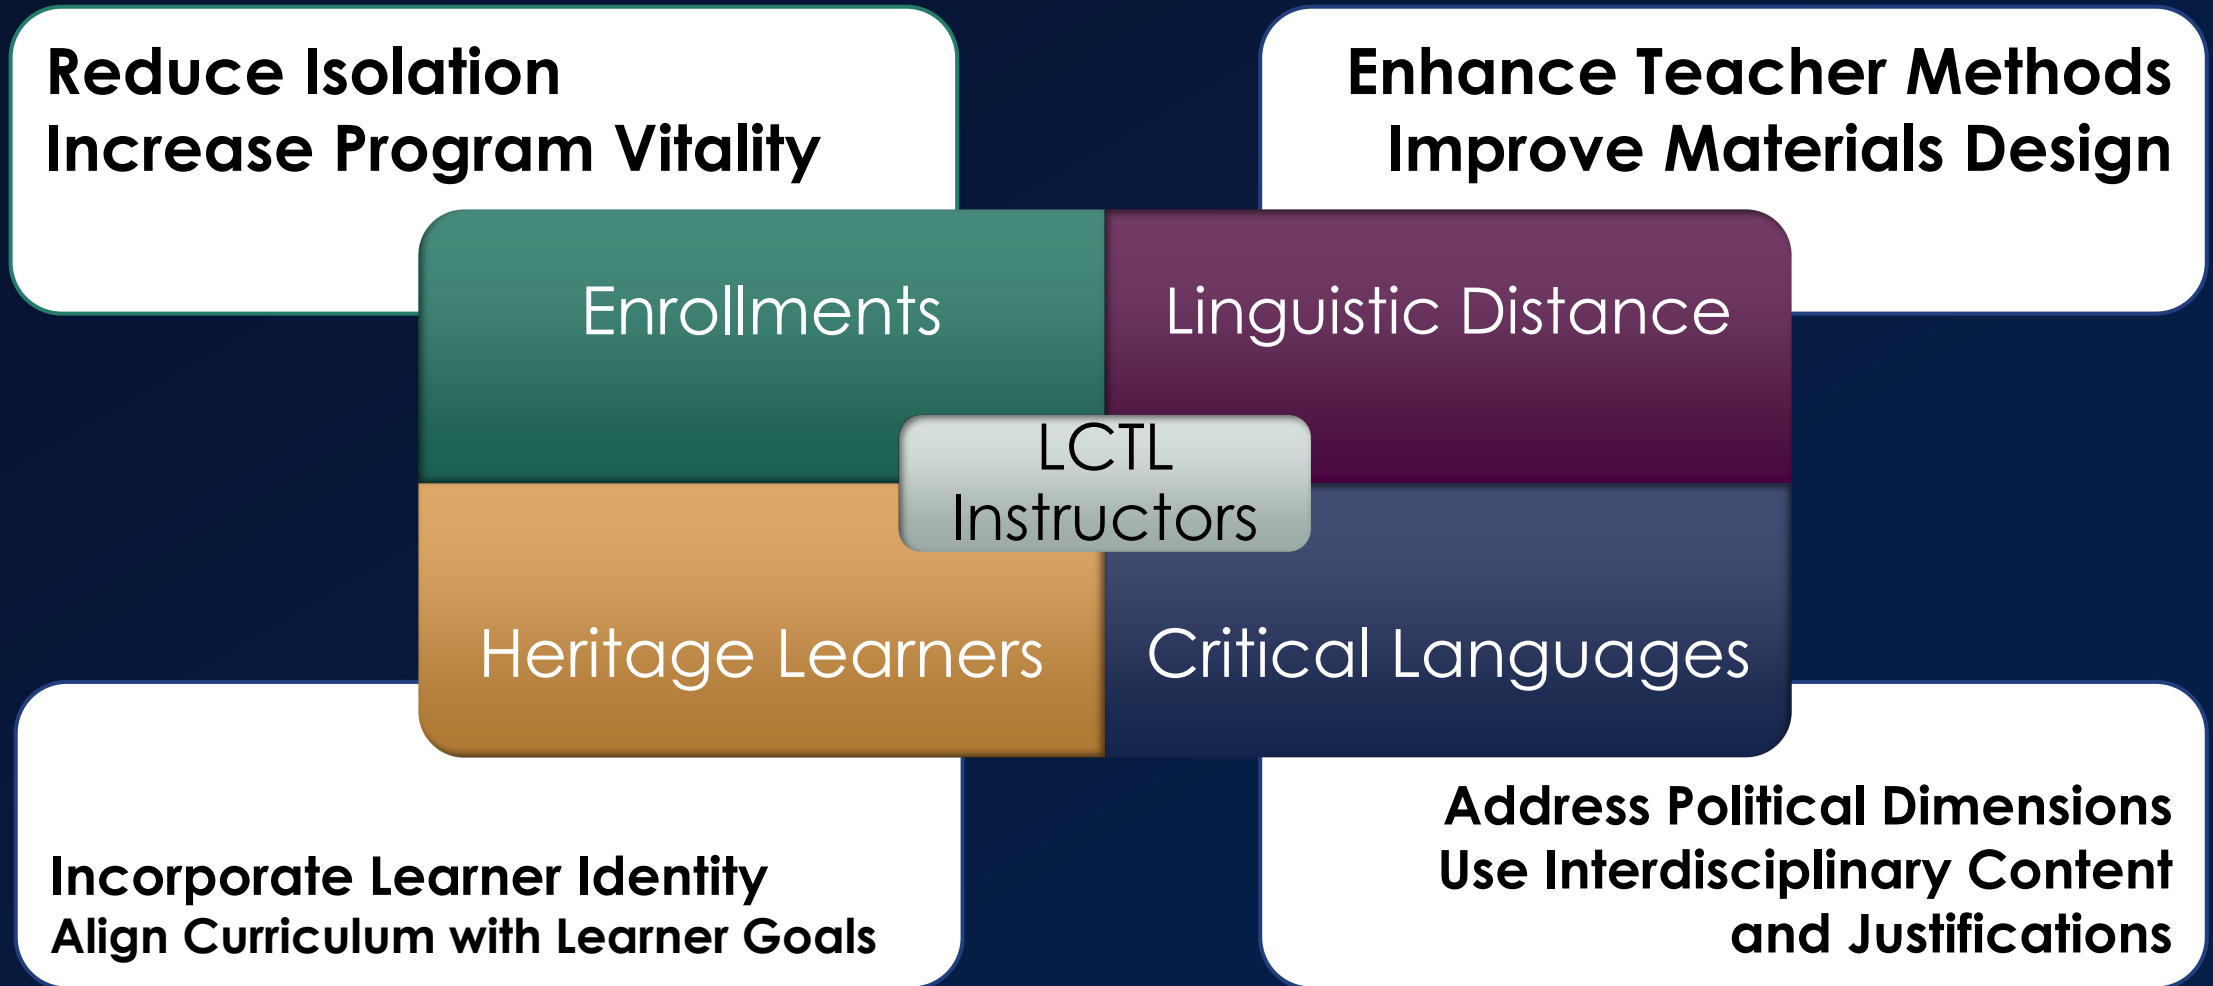 Reduce Isolation
Increase Program Vitality
Enhance Teacher Methods
Improve Materials Design
Enrollments
Linguistic Distance
LCTL
Instructors
Heritage Learners
Critical Languages
Incorporate Learner Identity
Align Curriculum with Learner Goals
Address Political Dimensions
Use Interdisciplinary Content
and Justifications